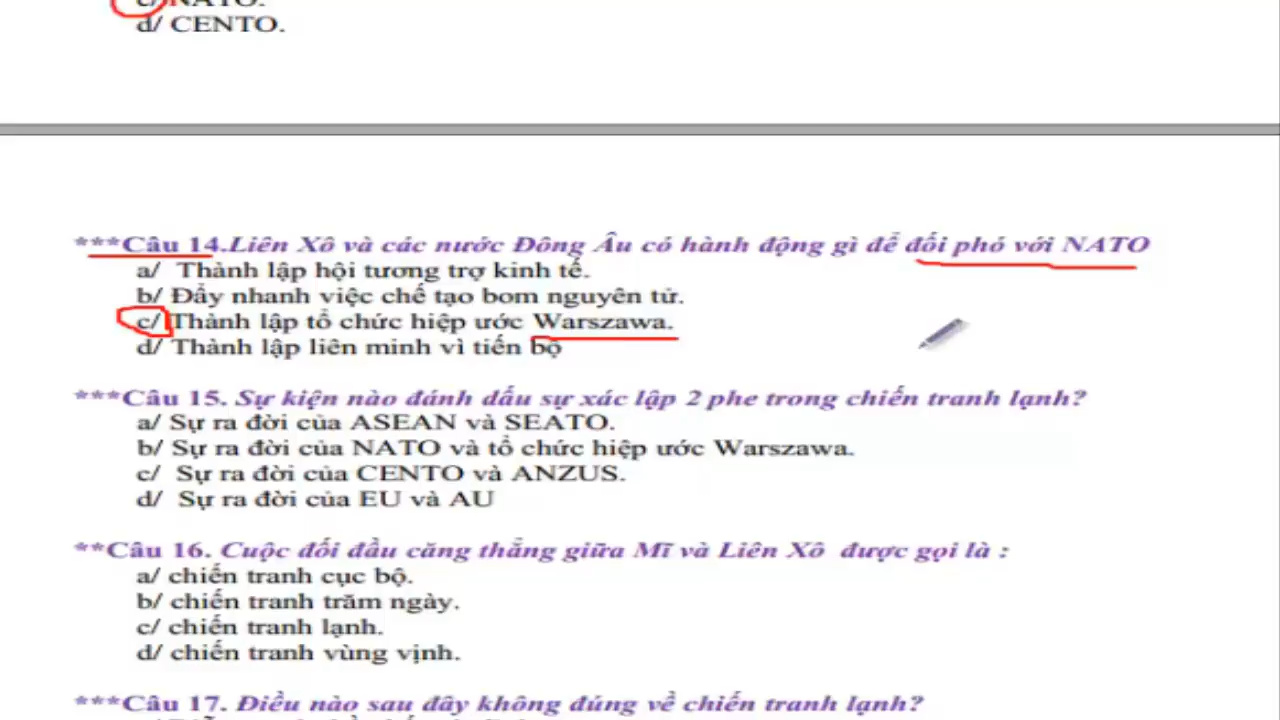 c/ NATO.
d/ CENTO.
***Câu 14.Liên Xô và các nước Đông Âu có hành động gì để đối phó với NATO
a/ Thành lập hội tương trợ kinh tế.
b/ Đẩy nhanh việc chế tạo bom nguyên tử.
c/ Thành lập tổ chức hiệp ước Warszawa.
d/ Thành lập liên minh vì tiến bộ
***Câu 15. Sự kiện nào đánh dấu sự xác lập 2 phe trong chiến tranh lạnh?
a/ Sự ra đời của ASEAN và SEATO.
b/ Sự ra đời của NATO và tổ chức hiệp ước Warszawa.
c/ Sự ra đời của CENTO và ANZUS.
d/ Sự ra đời của EU và AU
**Câu 16. Cuộc đối đầu căng thẳng giữa Mĩ và Liên Xô được gọi là :
a/ chiến tranh cục bộ.
b/ chiến tranh trăm ngày.
c/ chiến tranh lạnh.
d/ chiến tranh vùng vịnh.
***Câu 17. Điều nào sau đây không đúng về chiến tranh lạnh?